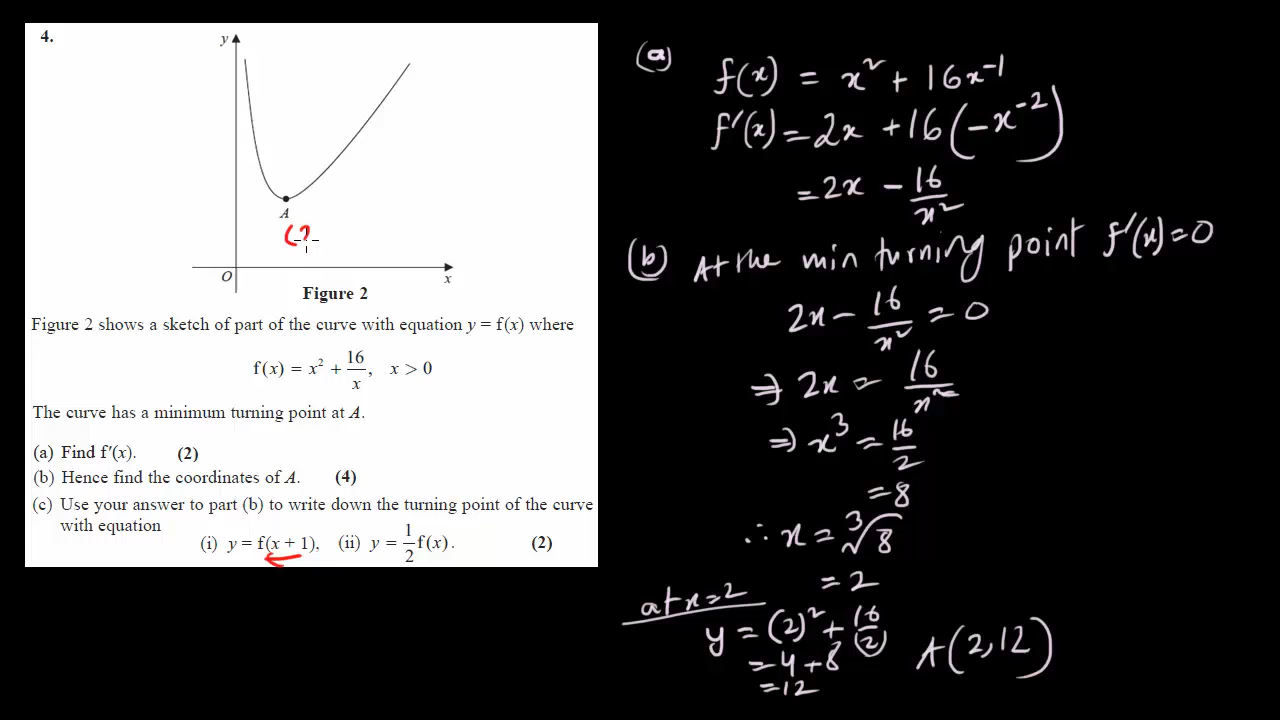 4.
y
A
(2
O
x
Figure 2
Figure 2 shows a sketch of part of the curve with equation y = f(x) where
f(x) = x² + 16/x, x > 0
The curve has a minimum turning point at A.
(a) Find f′(x). (2)
(b) Hence find the coordinates of A. (4)
(c) Use your answer to part (b) to write down the turning point of the curve
with equation
(i) y = f(x + 1), (ii) y = 1/2 f(x). (2)
(a)
f(x) = x² + 16x⁻¹
f′(x) = 2x + 16(−x⁻²)
= 2x − 16/x²
(b) At the min turning point f′(x) = 0
2x − 16/x² = 0
⇒ 2x = 16/x²
⇒ x³ = 16/2
= 8
∴ x = ³√8
= 2
at x = 2
y = (2)² + 16/(2)
= 4 + 8
= 12
A(2, 12)